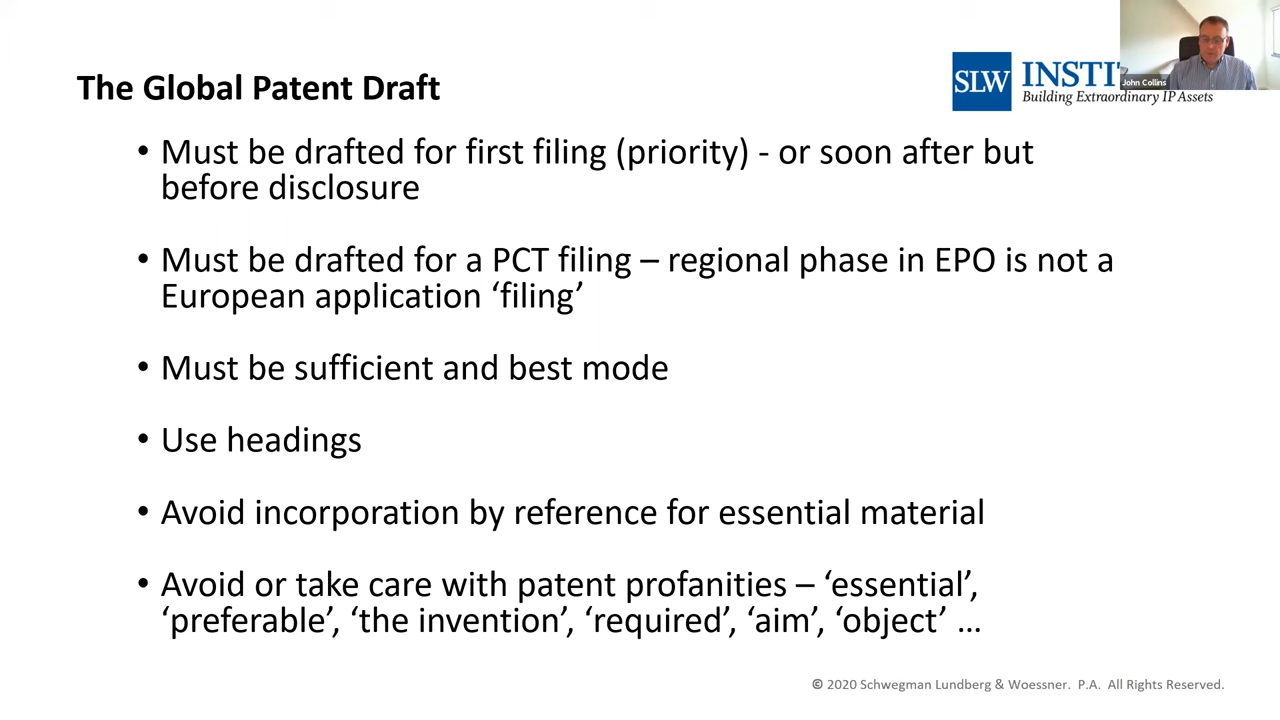 The Global Patent Draft
SLW INSTI
Building Extraordinary IP Assets
John Collins
• Must be drafted for first filing (priority) - or soon after but
before disclosure
• Must be drafted for a PCT filing – regional phase in EPO is not a
European application ‘filing’
• Must be sufficient and best mode
• Use headings
• Avoid incorporation by reference for essential material
• Avoid or take care with patent profanities – ‘essential’,
‘preferable’, ‘the invention’, ‘required’, ‘aim’, ‘object’ ...
© 2020 Schwegman Lundberg & Woessner. P.A. All Rights Reserved.